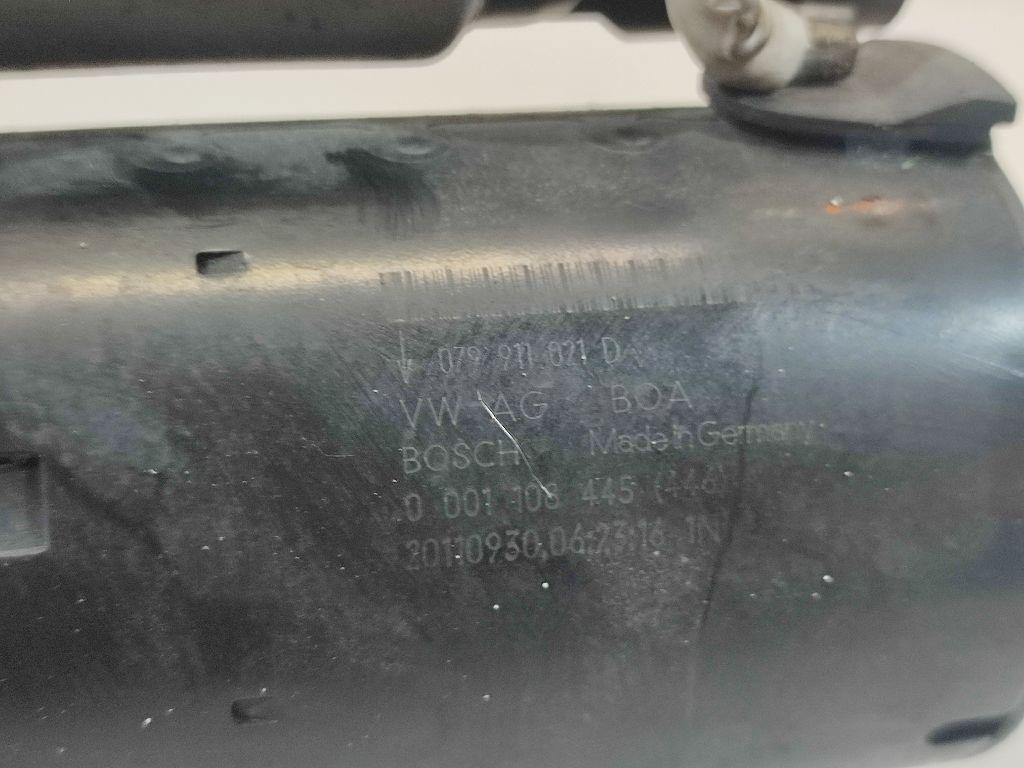 079 911 021 D
VW AG BOA
BOSCH Made in Germany
0 001 108 445 (446)
20110930,06:23:16 1N